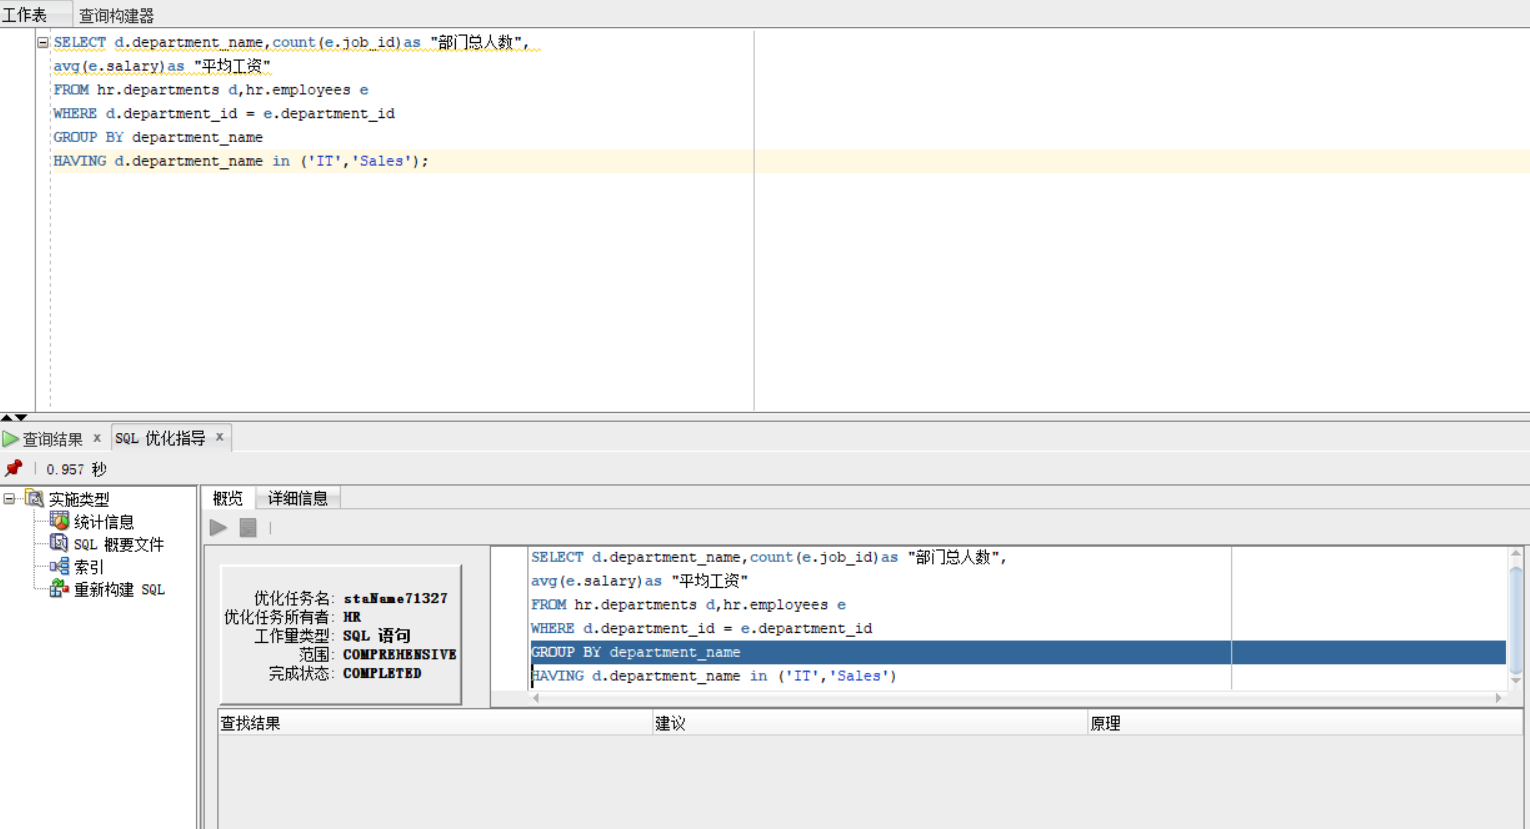 工作表 查询构建器
SELECT d.department_name,count(e.job_id)as "部门总人数",
avg(e.salary)as "平均工资"
FROM hr.departments d,hr.employees e
WHERE d.department_id = e.department_id
GROUP BY department_name
HAVING d.department_name in ('IT','Sales');
查询结果 x SQL 优化指导 x
0.957 秒
实施类型
统计信息
SQL 概要文件
索引
重新构建 SQL
概览 详细信息
优化任务名: staName71327
优化任务所有者: HR
工作量类型: SQL 语句
范围: COMPREHENSIVE
完成状态: COMPLETED
SELECT d.department_name,count(e.job_id)as "部门总人数",
avg(e.salary)as "平均工资"
FROM hr.departments d,hr.employees e
WHERE d.department_id = e.department_id
GROUP BY department_name
HAVING d.department_name in ('IT','Sales')
查找结果 建议 原理